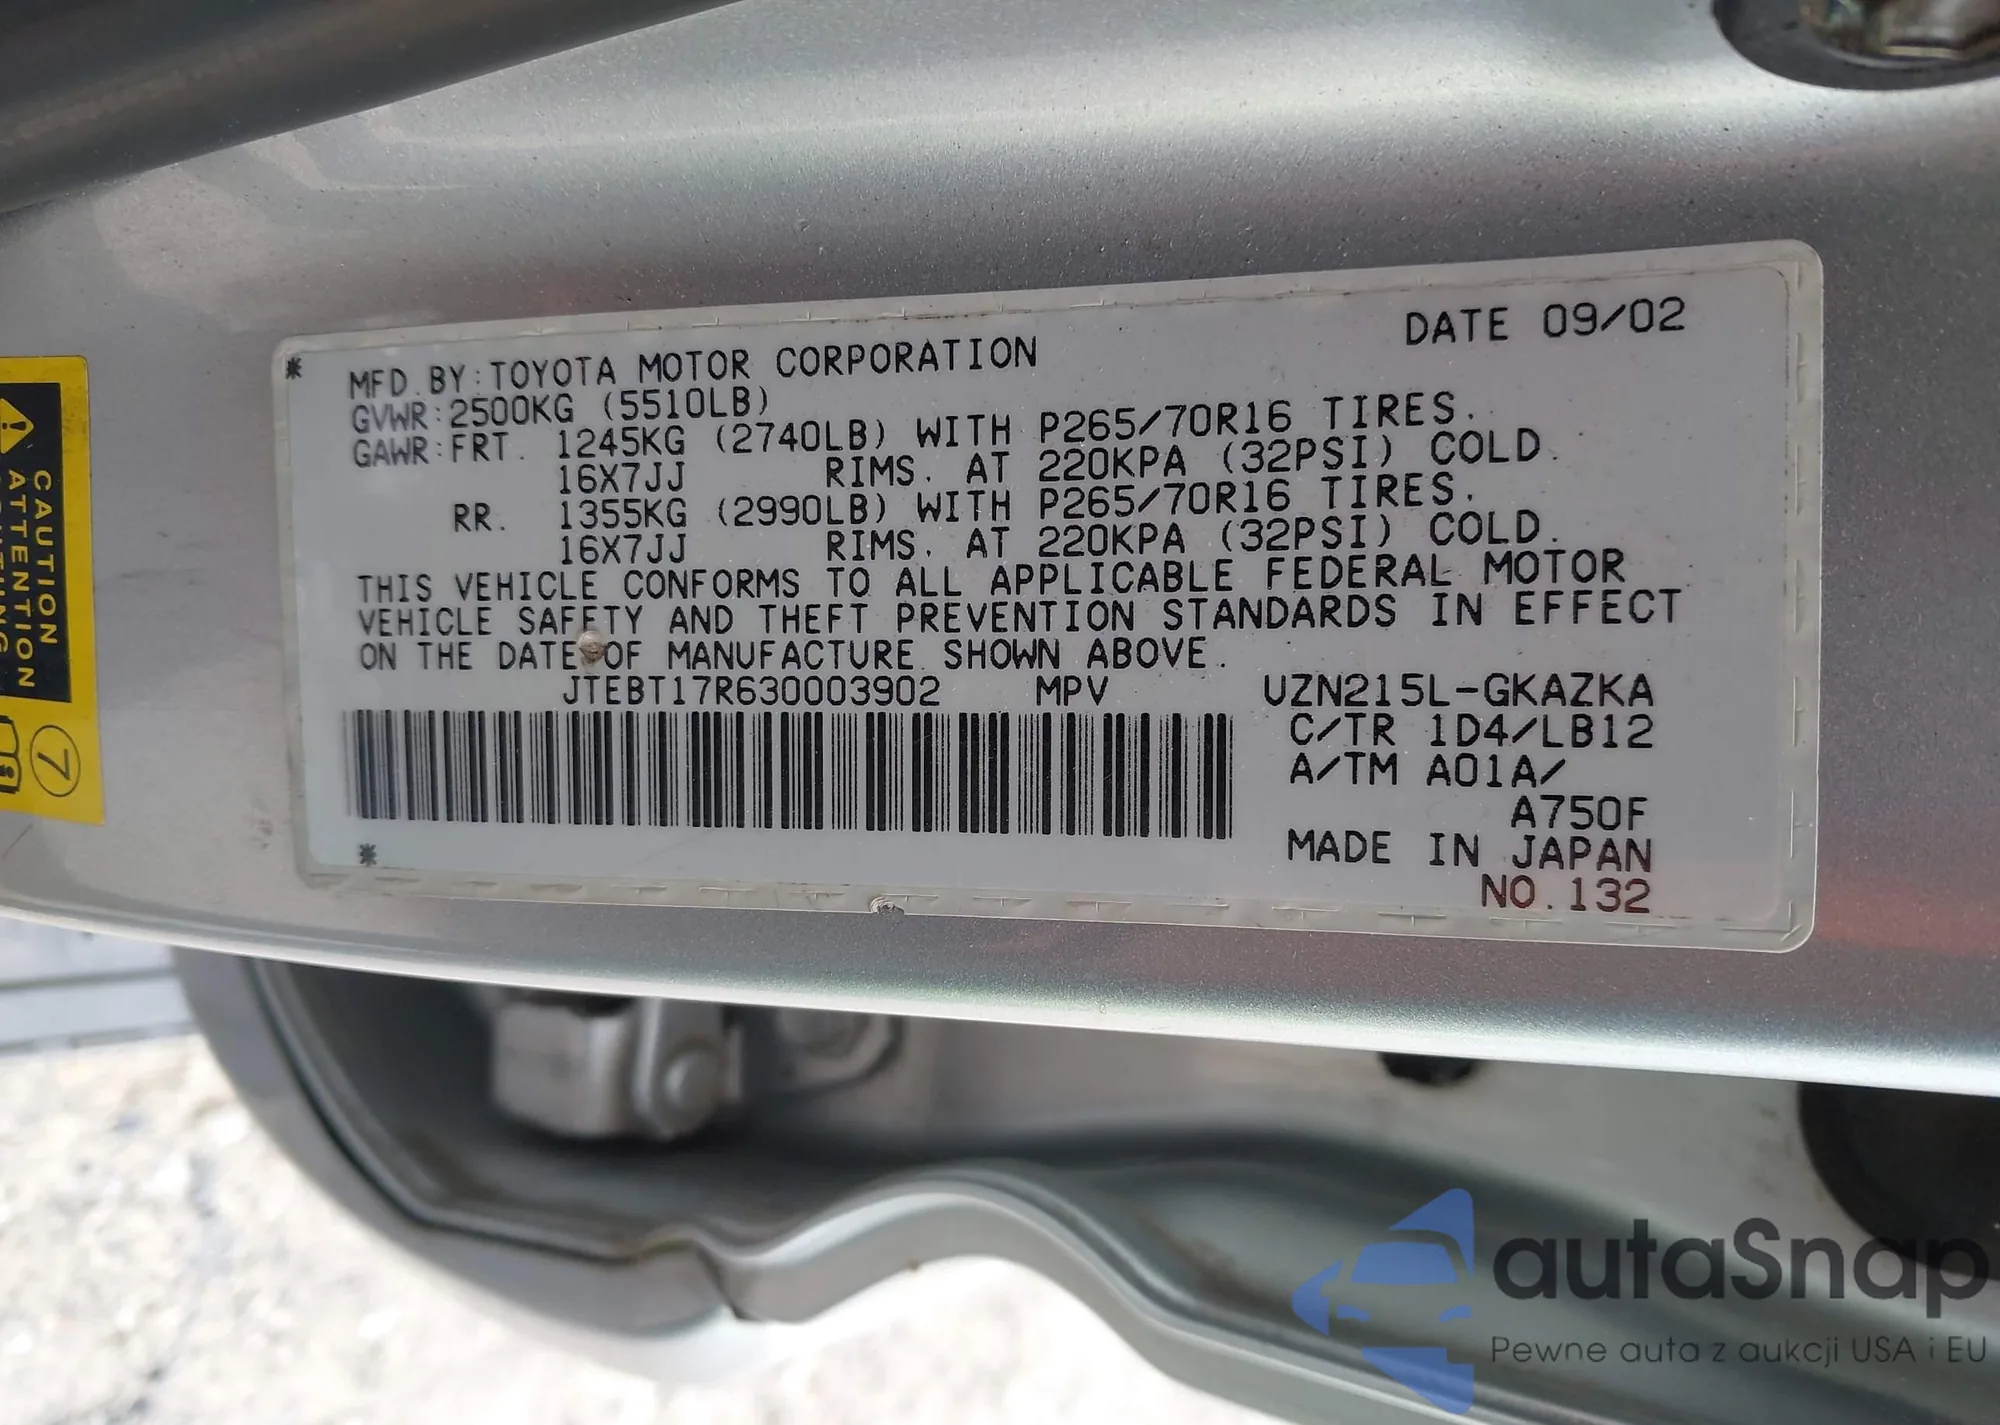 DATE 09/02
MFD. BY: TOYOTA MOTOR CORPORATION
GVWR: 2500KG (5510LB)
GAWR: FRT. 1245KG (2740LB) WITH P265/70R16 TIRES.
16X7JJ RIMS. AT 220KPA (32PSI) COLD.
RR. 1355KG (2990LB) WITH P265/70R16 TIRES.
16X7JJ RIMS. AT 220KPA (32PSI) COLD.
THIS VEHICLE CONFORMS TO ALL APPLICABLE FEDERAL MOTOR
VEHICLE SAFETY AND THEFT PREVENTION STANDARDS IN EFFECT
ON THE DATE OF MANUFACTURE SHOWN ABOVE.
JTEBT17R630003902 MPV UZN215L-GKAZKA
C/TR 1D4/LB12
A/TM A01A/
A750F
MADE IN JAPAN
NO.132
CAUTION
ATTENTION
7
autaSnap
Pewne auta z aukcji USA i EU